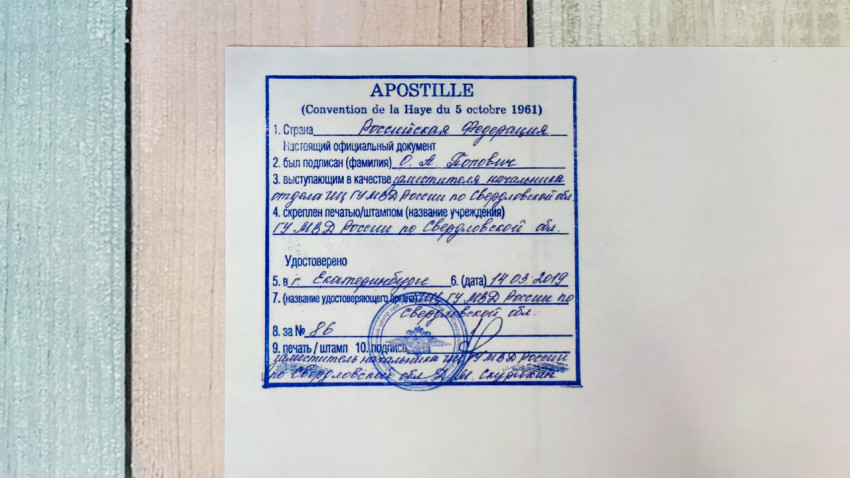 APOSTILLE
(Convention de la Haye du 5 octobre 1961)
1. Страна Российская Федерация
Настоящий официальный документ
2. был подписан (фамилия) О. А. Попович
3. выступающим в качестве заместителя начальника
отдела ИЦ ГУ МВД России по Свердловской обл
4. скреплен печатью/штампом (название учреждения)
ГУ МВД России по Свердловской обл.
Удостоверено
5. в г. Екатеринбурге 6. (дата) 14 03. 2019
7. (название удостоверяющего органа) ИЦ ГУ МВД России по
Свердловской обл.
8. за № 86
9. печать / штамп 10. подпись
заместитель начальника ИЦ ГУ МВД России
по Свердловской обл Д. М. Скурихин